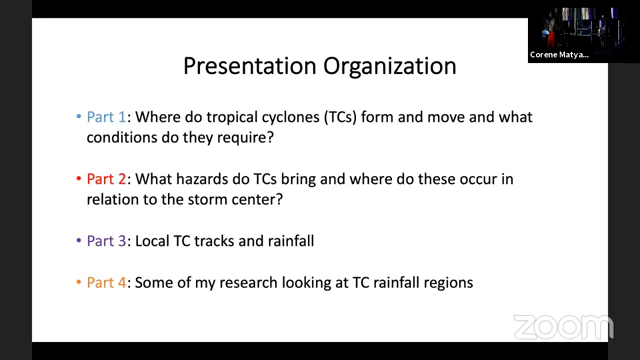 Corene Matya...
Presentation Organization
• Part 1: Where do tropical cyclones (TCs) form and move and what
conditions do they require?
• Part 2: What hazards do TCs bring and where do these occur in
relation to the storm center?
• Part 3: Local TC tracks and rainfall
• Part 4: Some of my research looking at TC rainfall regions
zoom